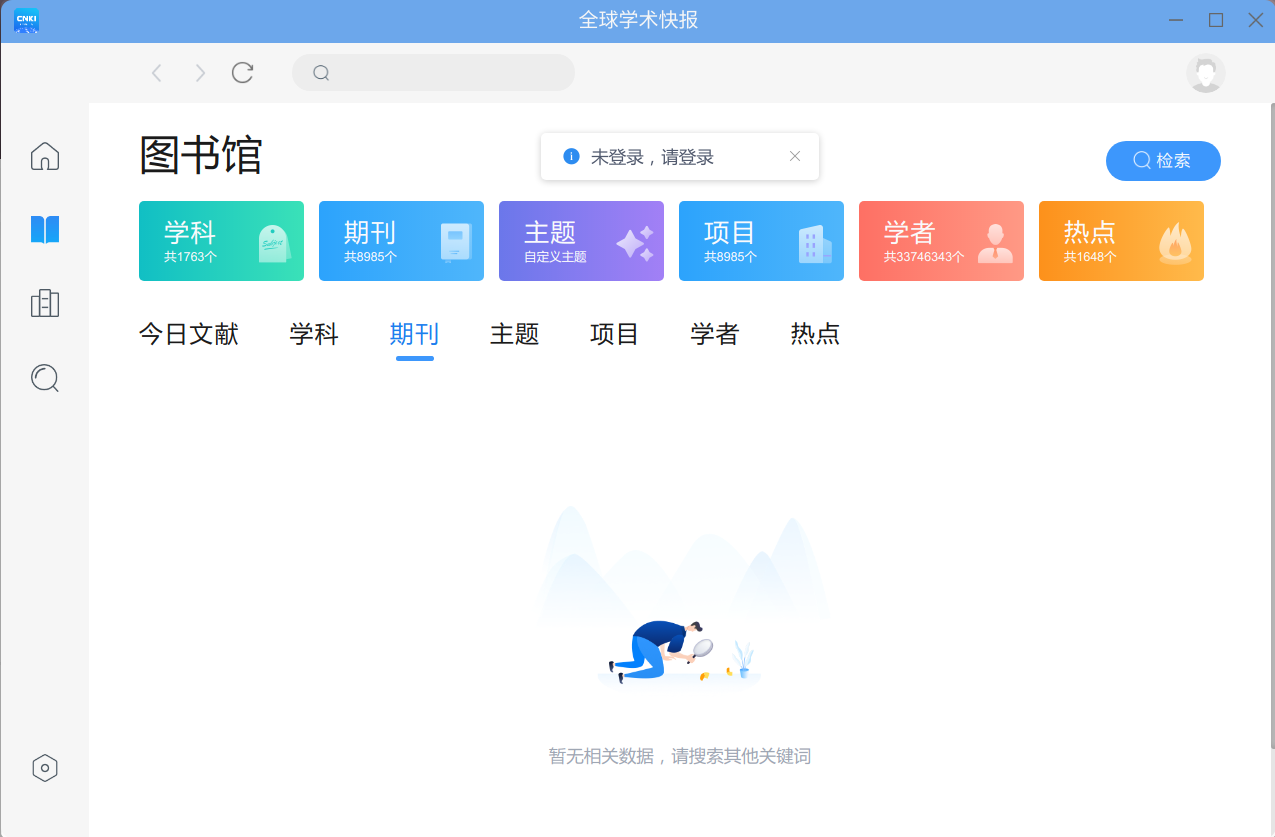 CNKI
全球学术快报
图书馆
未登录，请登录
检索
学科
共1763个
期刊
共8985个
主题
自定义主题
项目
共8985个
学者
共33746343个
热点
共1648个
今日文献 学科 期刊 主题 项目 学者 热点
暂无相关数据，请搜索其他关键词